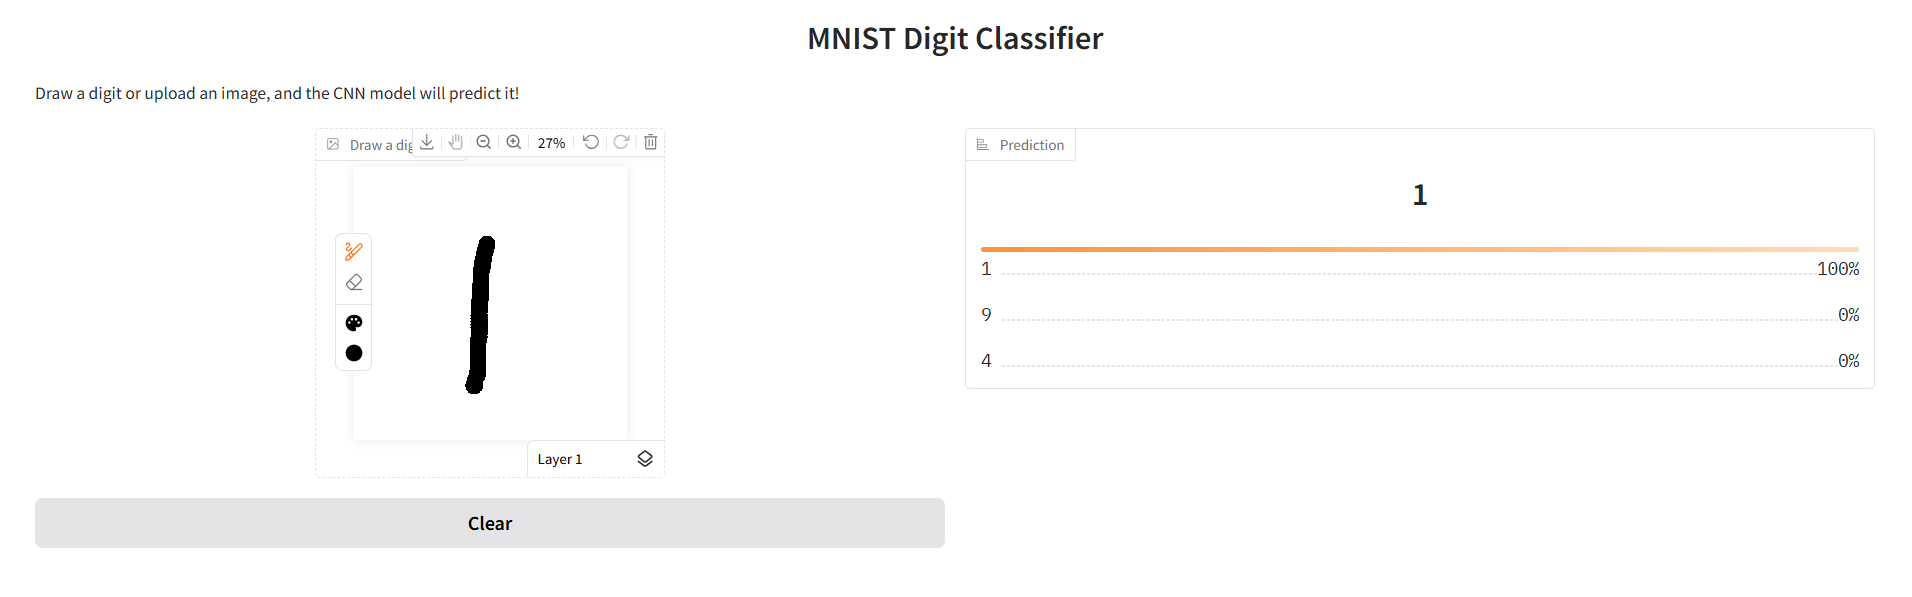 MNIST Digit Classifier
Draw a digit or upload an image, and the CNN model will predict it!
Draw a dig
27%
1
Layer 1
Clear
Prediction
1
1 100%
9 0%
4 0%